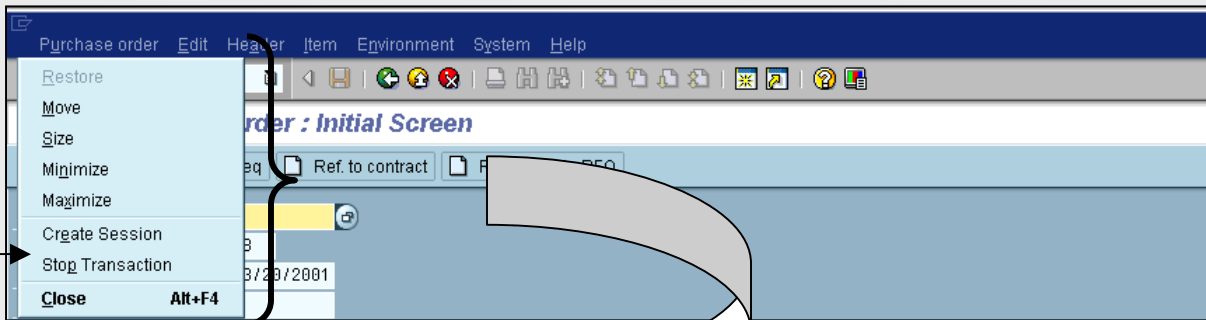 Purchase order Edit Header Item Environment System Help
Restore
Move
rder : Initial Screen
Size
Minimize
eq Ref. to contract
Maximize
Create Session
Stop Transaction
3/20/2001
Close Alt+F4